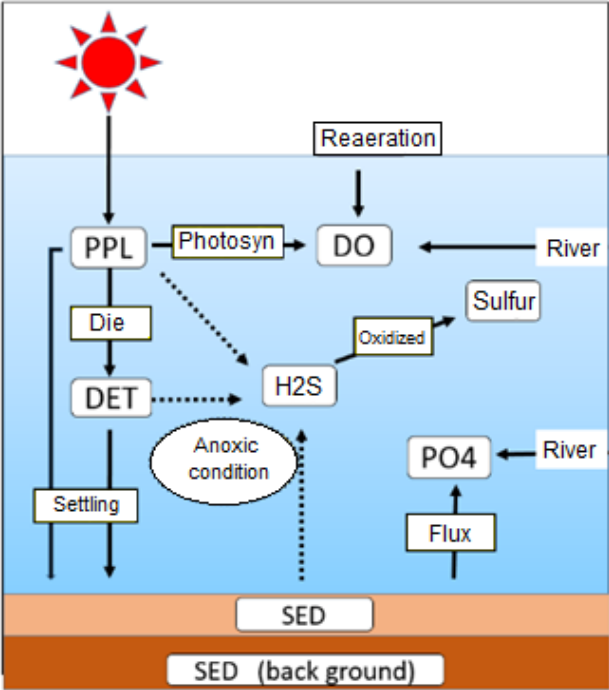 Reaeration
PPL
Photosyn
DO
River
Sulfur
Die
Oxidized
H2S
DET
Anoxic
condition
PO4
River
Settling
Flux
SED
SED (back ground)